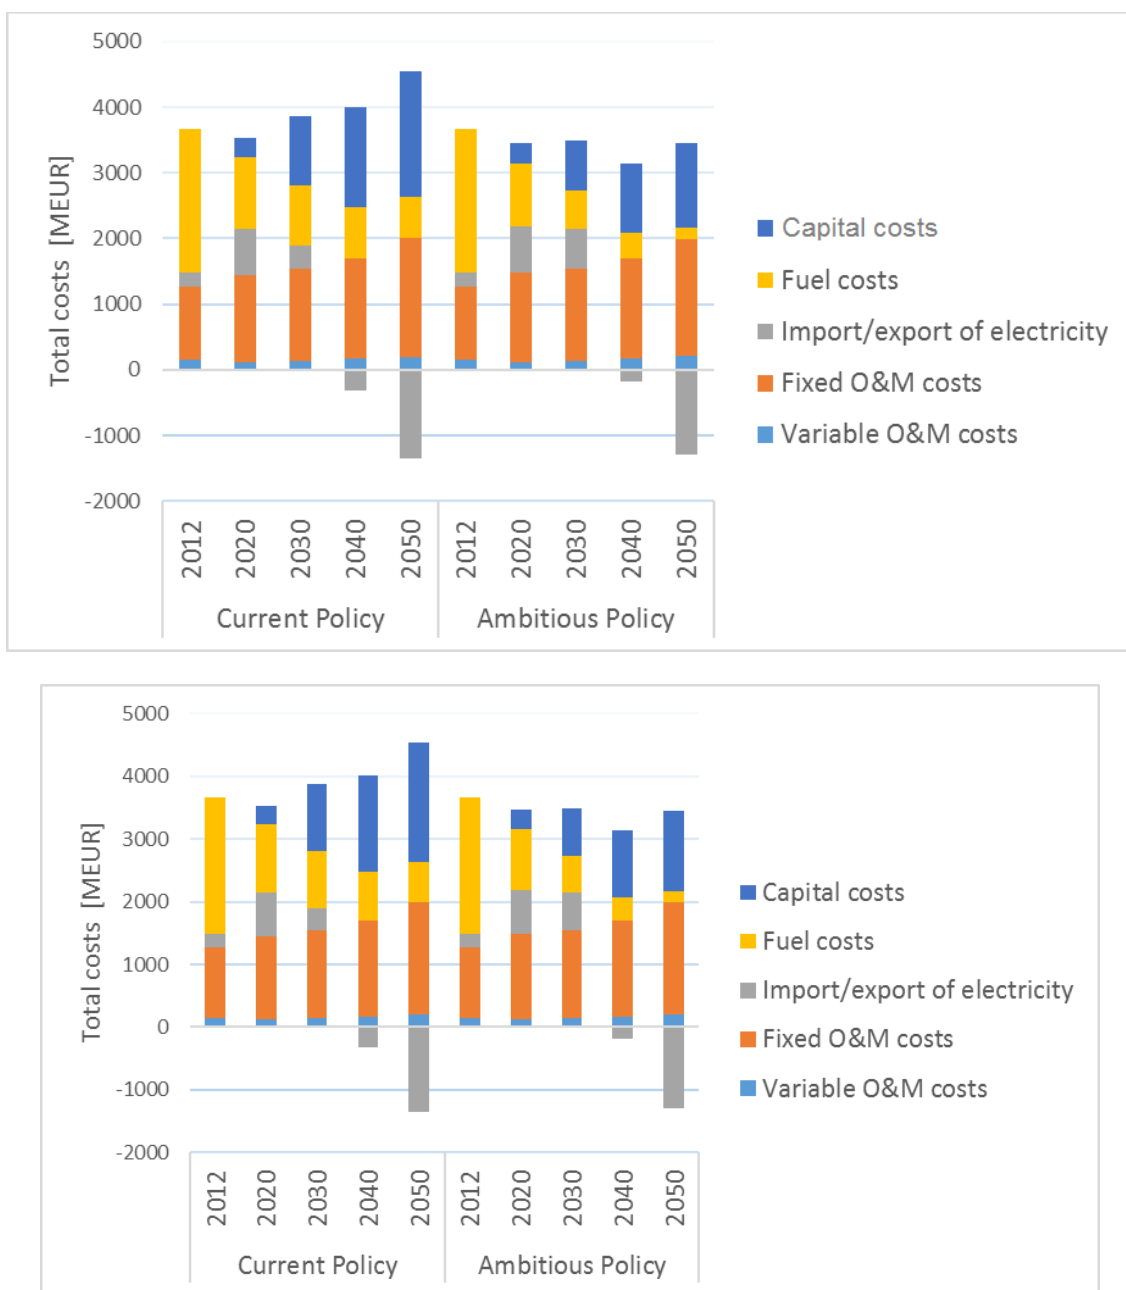 5000
4000
3000
2000
1000
0
-1000
-2000
Total costs [MEUR]
2012 2020 2030 2040 2050 2012 2020 2030 2040 2050
Current Policy Ambitious Policy
Capital costs
Fuel costs
Import/export of electricity
Fixed O&M costs
Variable O&M costs
5000
4000
3000
2000
1000
0
-1000
-2000
Total costs [MEUR]
2012 2020 2030 2040 2050 2012 2020 2030 2040 2050
Current Policy Ambitious Policy
Capital costs
Fuel costs
Import/export of electricity
Fixed O&M costs
Variable O&M costs